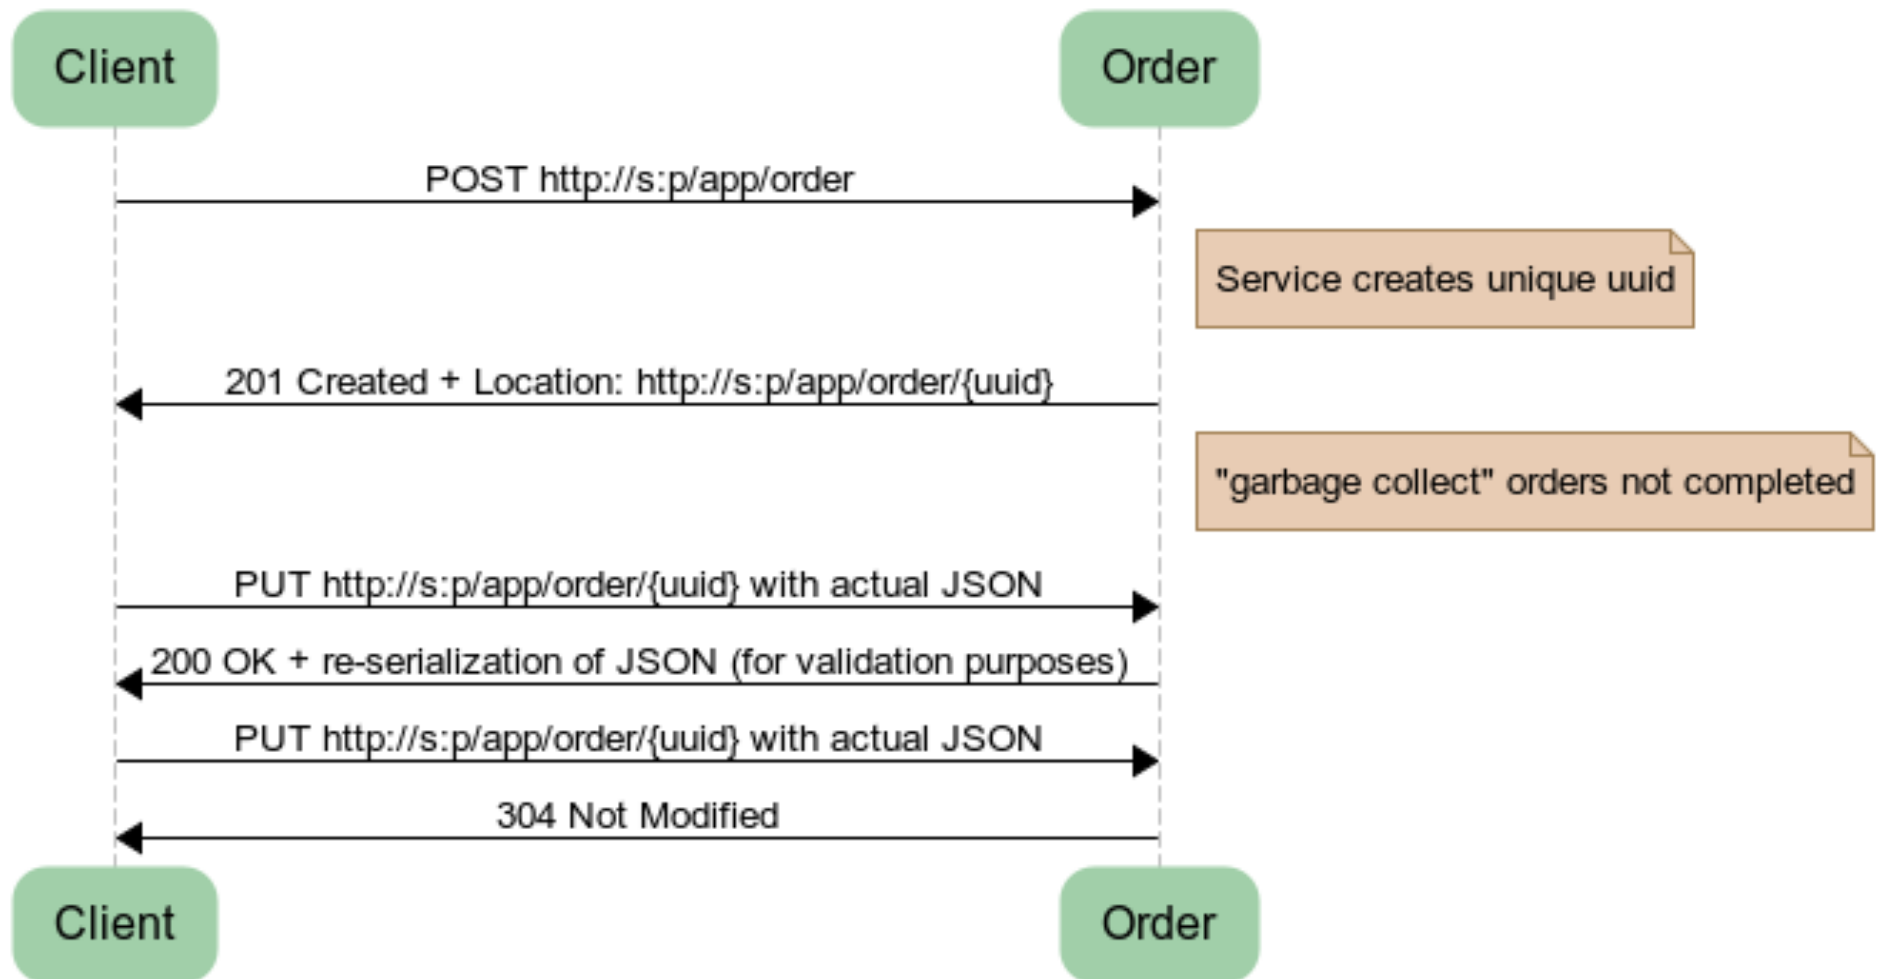 Client
Order
POST http://s:p/app/order
Service creates unique uuid
201 Created + Location: http://s:p/app/order/{uuid}
"garbage collect" orders not completed
PUT http://s:p/app/order/{uuid} with actual JSON
200 OK + re-serialization of JSON (for validation purposes)
PUT http://s:p/app/order/{uuid} with actual JSON
304 Not Modified
Client
Order